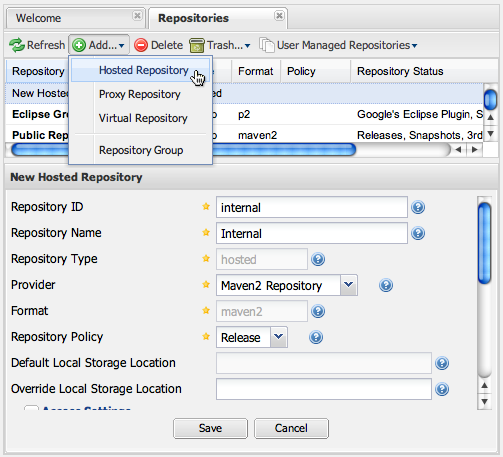 Welcome Repositories
Refresh Add... Delete Trash... User Managed Repositories
Repository Format Policy Repository Status
Hosted Repository
Proxy Repository
Virtual Repository
Repository Group
New Hosted
Eclipse p2 Google's Eclipse Plugin, S
Public maven2 Releases, Snapshots, 3rd
New Hosted Repository
Repository ID internal
Repository Name Internal
Repository Type hosted
Provider Maven2 Repository
Format maven2
Repository Policy Release
Default Local Storage Location
Override Local Storage Location
Access Settings
Save Cancel